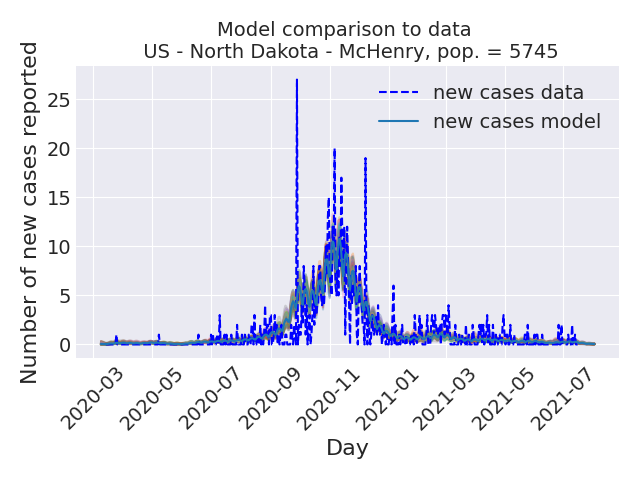 Model comparison to data
US - North Dakota - McHenry, pop. = 5745
Number of new cases reported
25
20
15
10
5
0
new cases data
new cases model
2020-03
2020-05
2020-07
2020-09
2020-11
2021-01
2021-03
2021-05
2021-07
Day